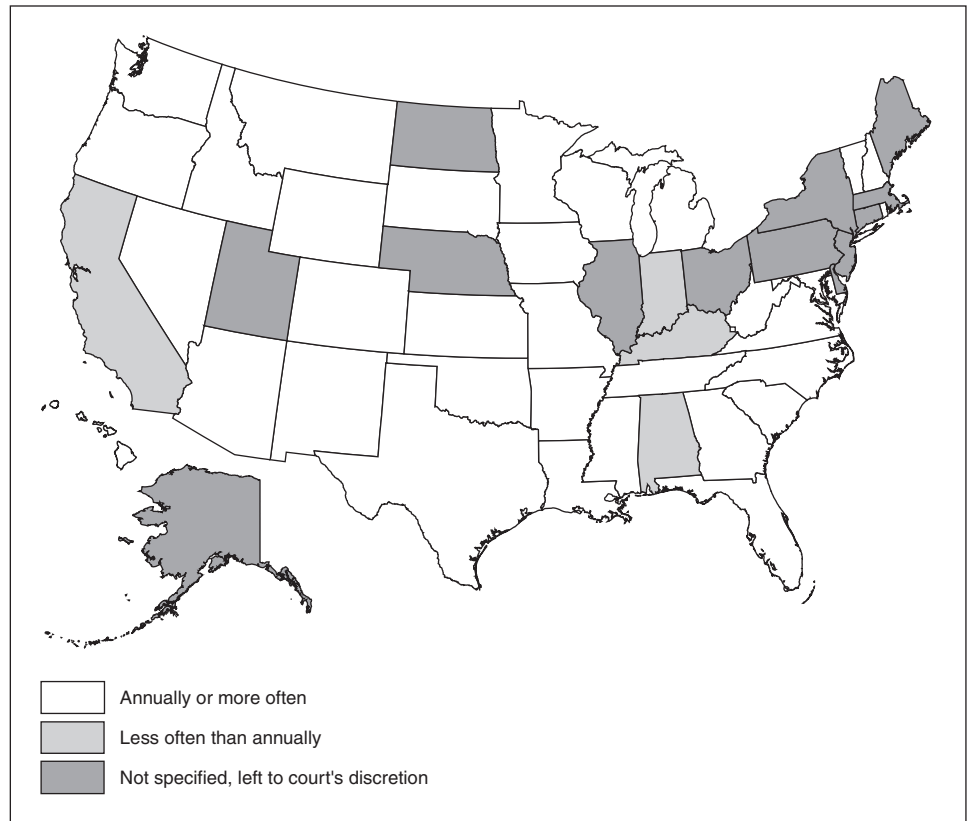 Annually or more often
Less often than annually
Not specified, left to court's discretion